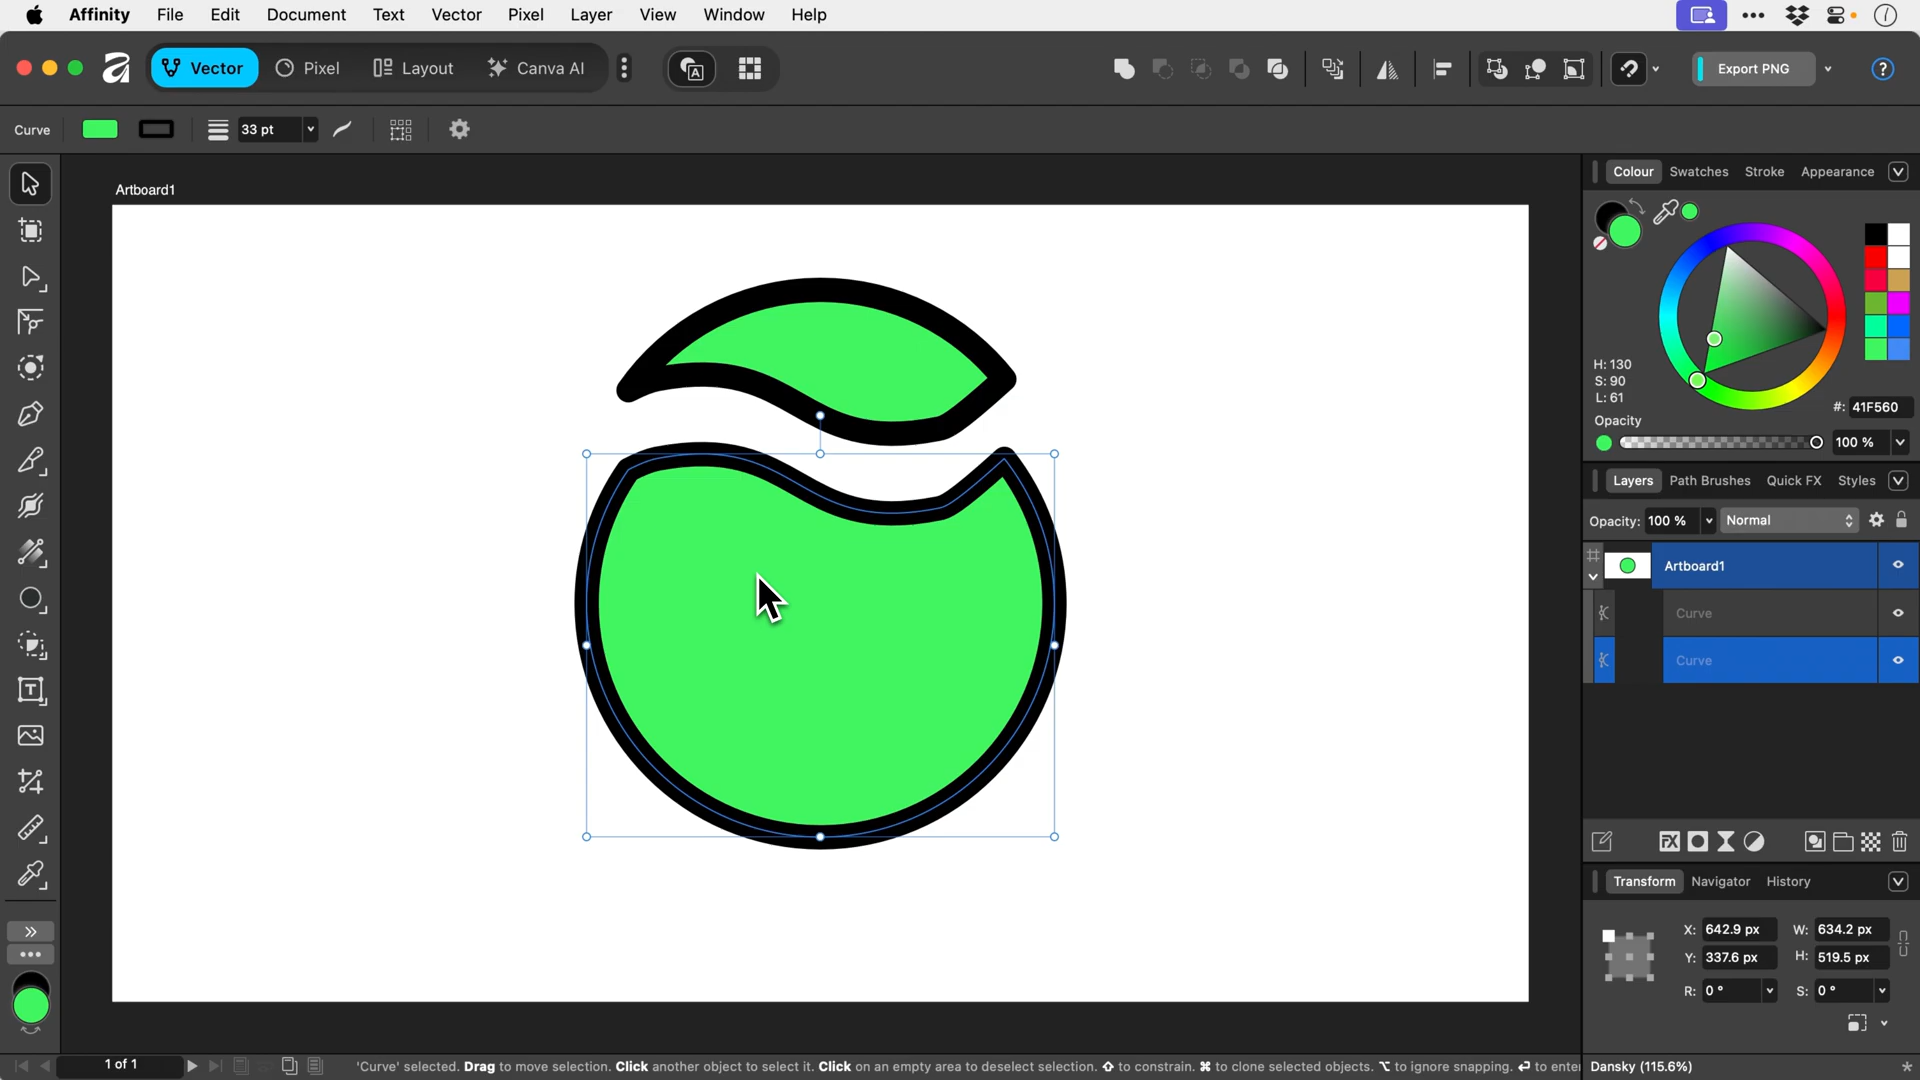 Affinity File Edit Document Text Vector Pixel Layer View Window Help
Vector Pixel Layout Canva AI Export PNG ?
Curve 33 pt
Artboard1
Colour Swatches Stroke Appearance
H: 130
S: 90
L: 61
#: 41F560
Opacity
100 %
Layers Path Brushes Quick FX Styles
Opacity: 100 % Normal
Artboard1
Curve
Curve
FX
Transform Navigator History
X: 642.9 px W: 634.2 px
Y: 337.6 px H: 519.5 px
R: 0 ° S: 0 °
1 of 1 'Curve' selected. Drag to move selection. Click another object to select it. Click on an empty area to deselect selection. ⇧ to constrain. ⌘ to clone selected objects. ⌥ to ignore snapping. ⏎ to enter Dansky (115.6%)